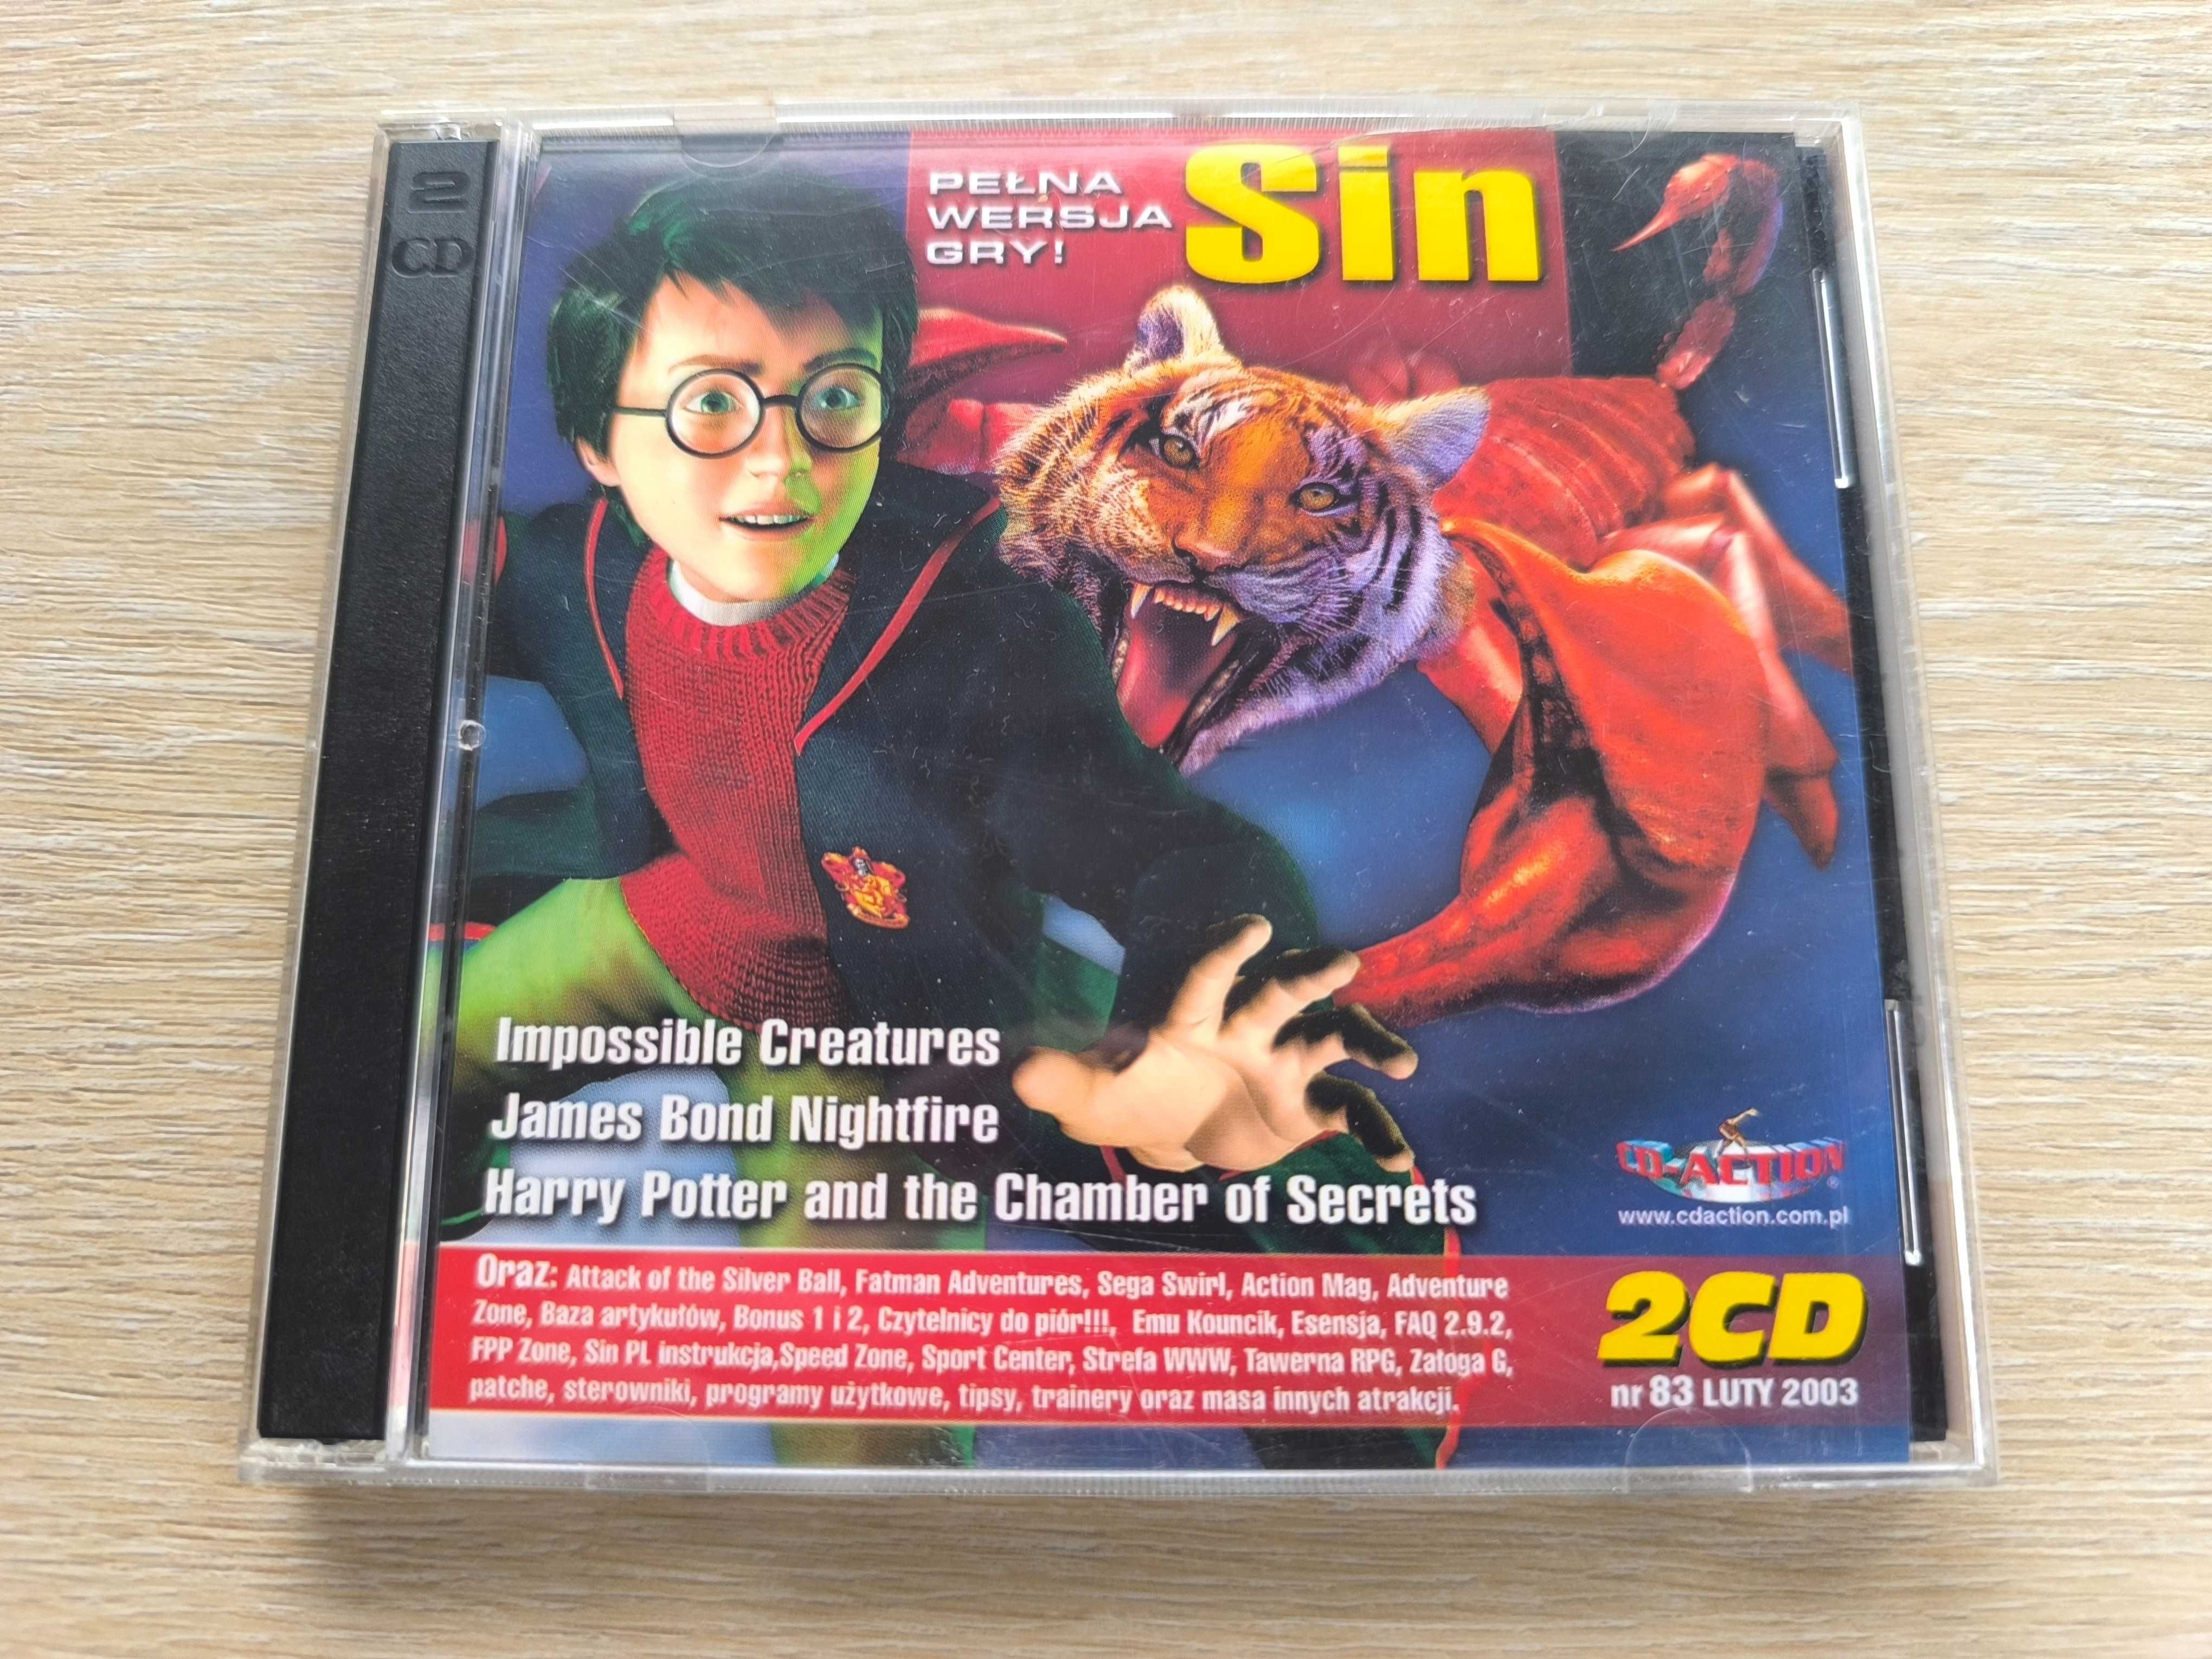 2
CD
PEŁNA
WERSJA
GRY!
Sin
Impossible Creatures
James Bond Nightfire
Harry Potter and the Chamber of Secrets
CD-ACTION®
www.cdaction.com.pl
Oraz: Attack of the Silver Ball, Fatman Adventures, Sega Swirl, Action Mag, Adventure
Zone, Baza artykułów, Bonus 1 i 2, Czytelnicy do piór!!!, Emu Kouncik, Esensja, FAQ 2.9.2,
FPP Zone, Sin PL instrukcja,Speed Zone, Sport Center, Strefa WWW, Tawerna RPG, Załoga G,
patche, sterowniki, programy użytkowe, tipsy, trainery oraz masa innych atrakcji.
2CD
nr 83 LUTY 2003